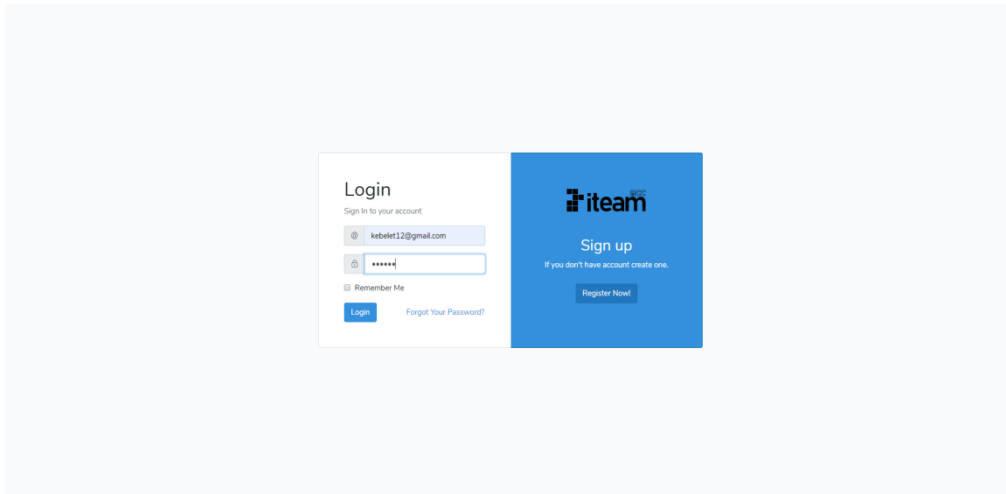 Login
Sign In to your account
@ kebelet12@gmail.com
••••••
Remember Me
Login
Forgot Your Password?
iteam
Sign up
If you don't have account create one.
Register Now!